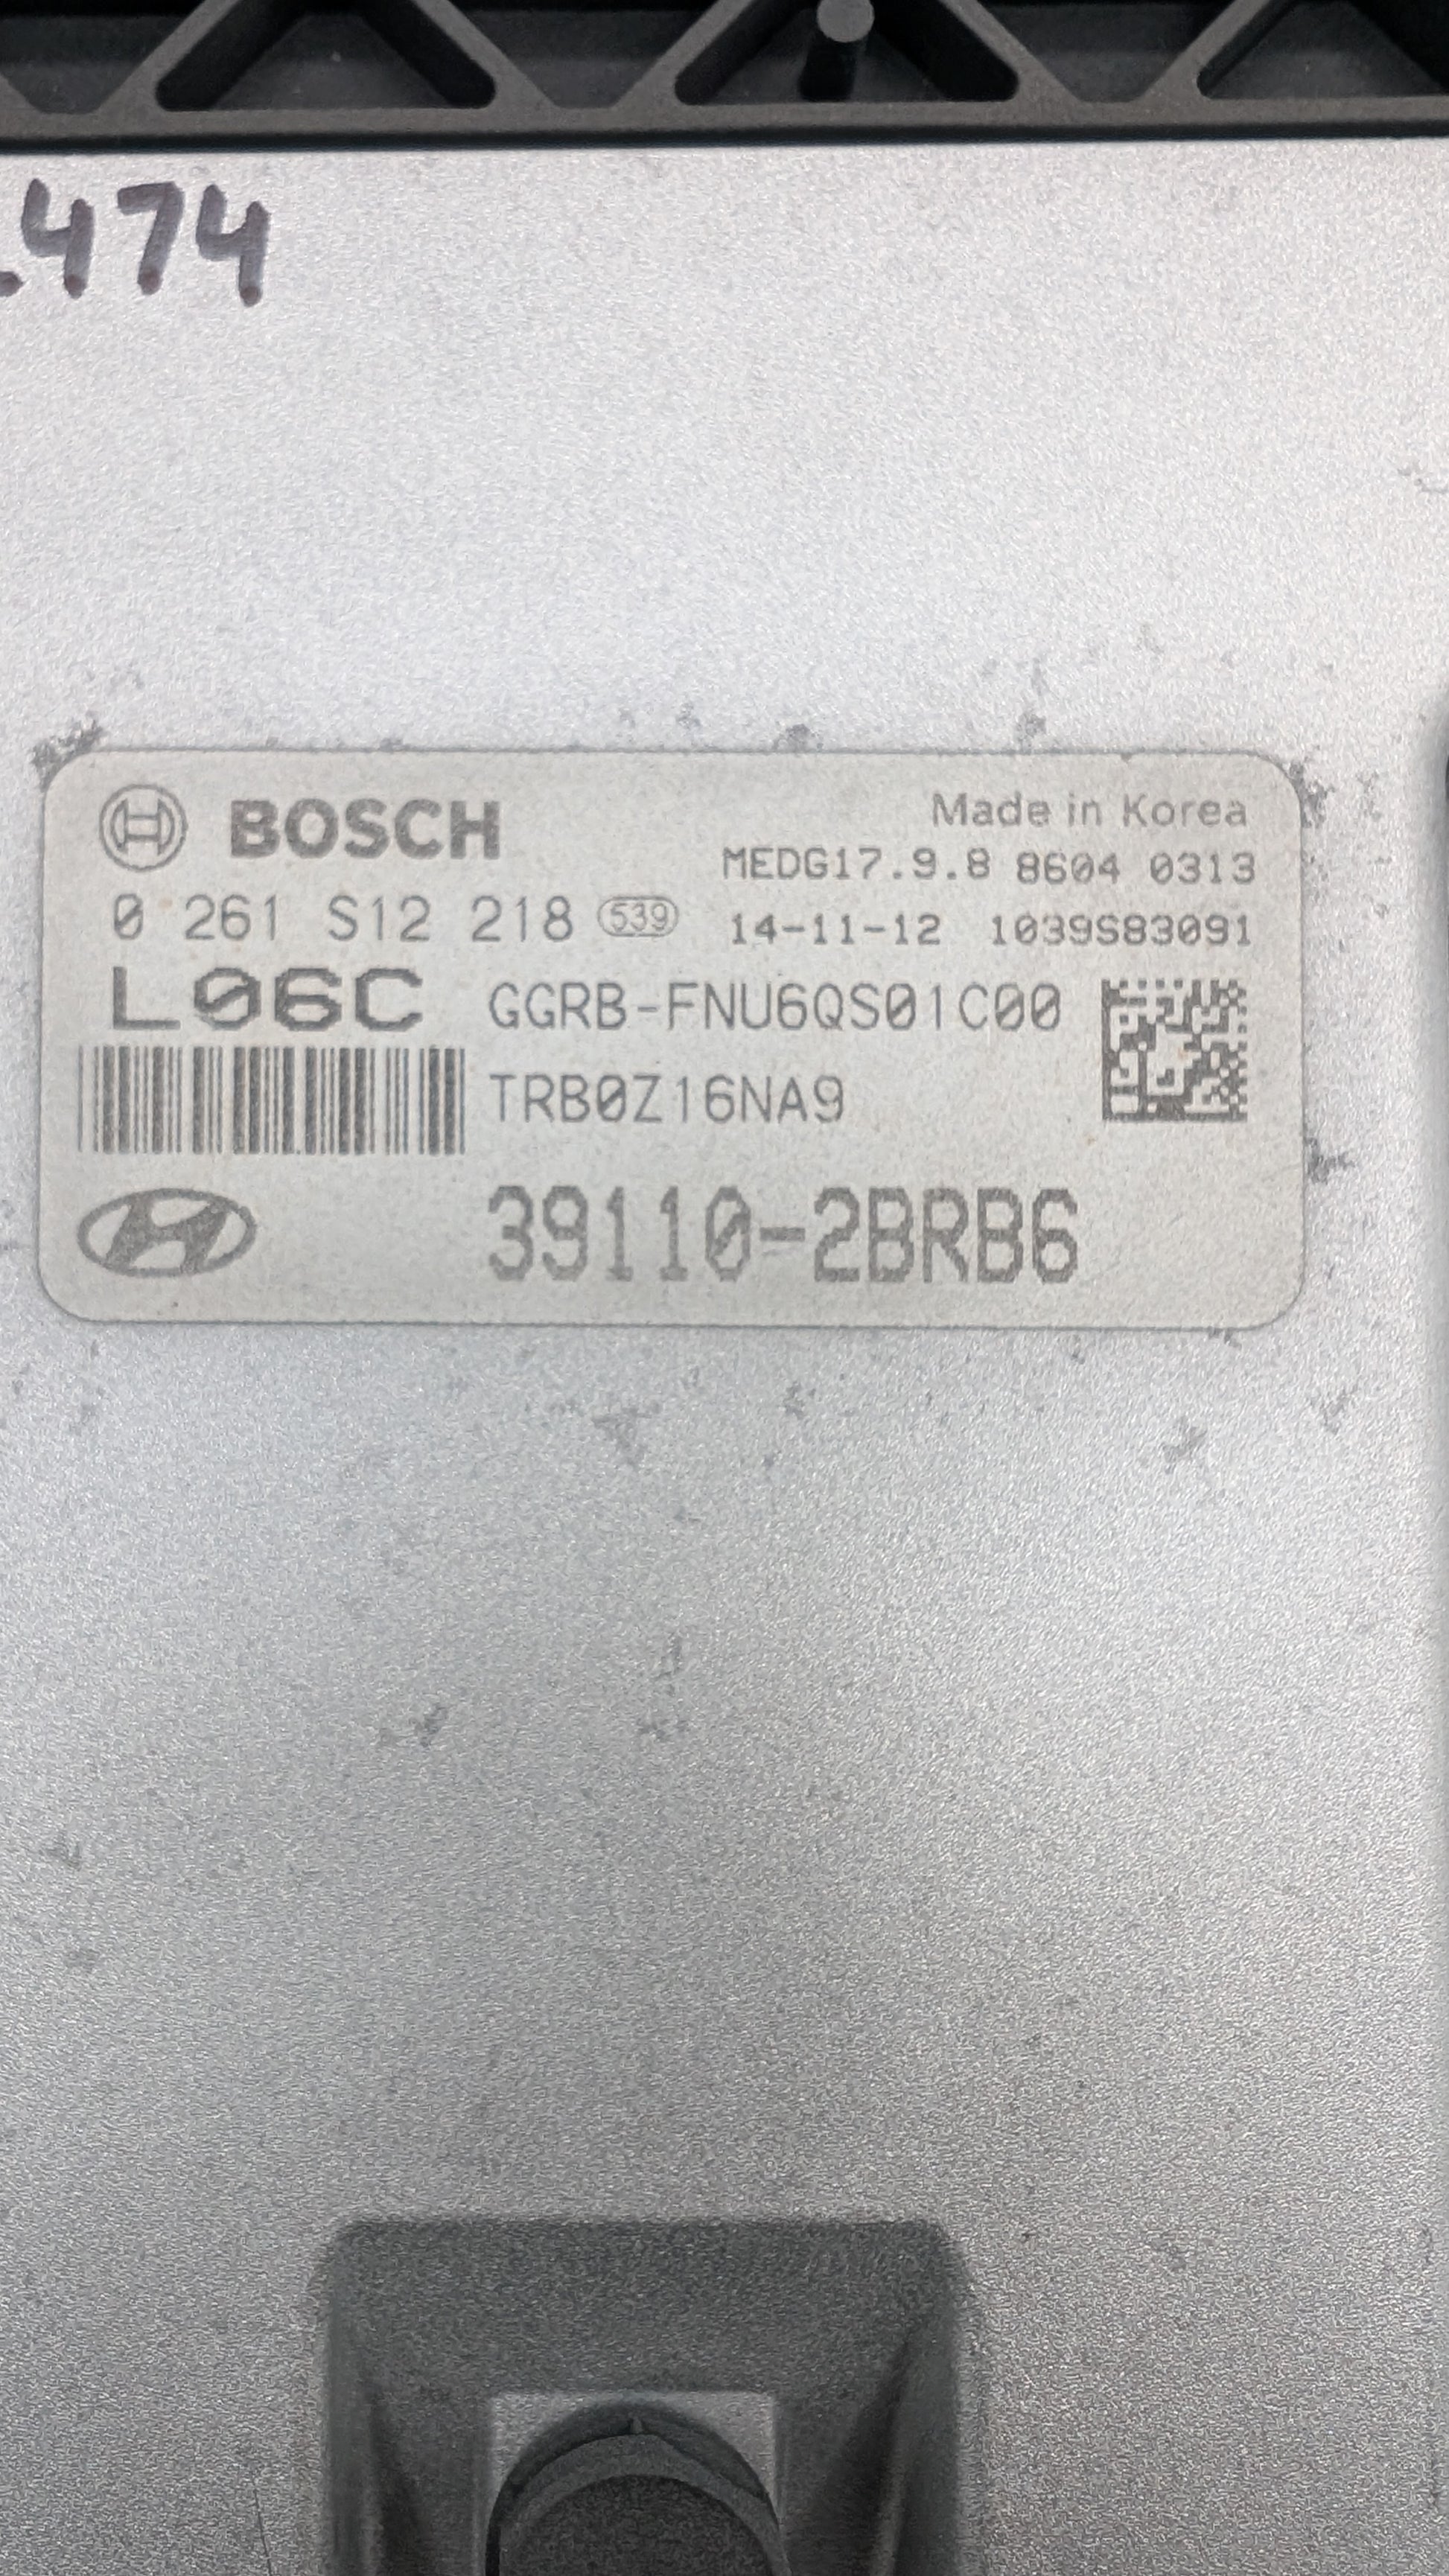 .474
BOSCH
Made in Korea
MEDG17.9.8 8604 0313
0 261 S12 218 539
14-11-12 1039S83091
L06C GGRB-FNU6QS01C00
TRB0Z16NA9
39110-2BRB6